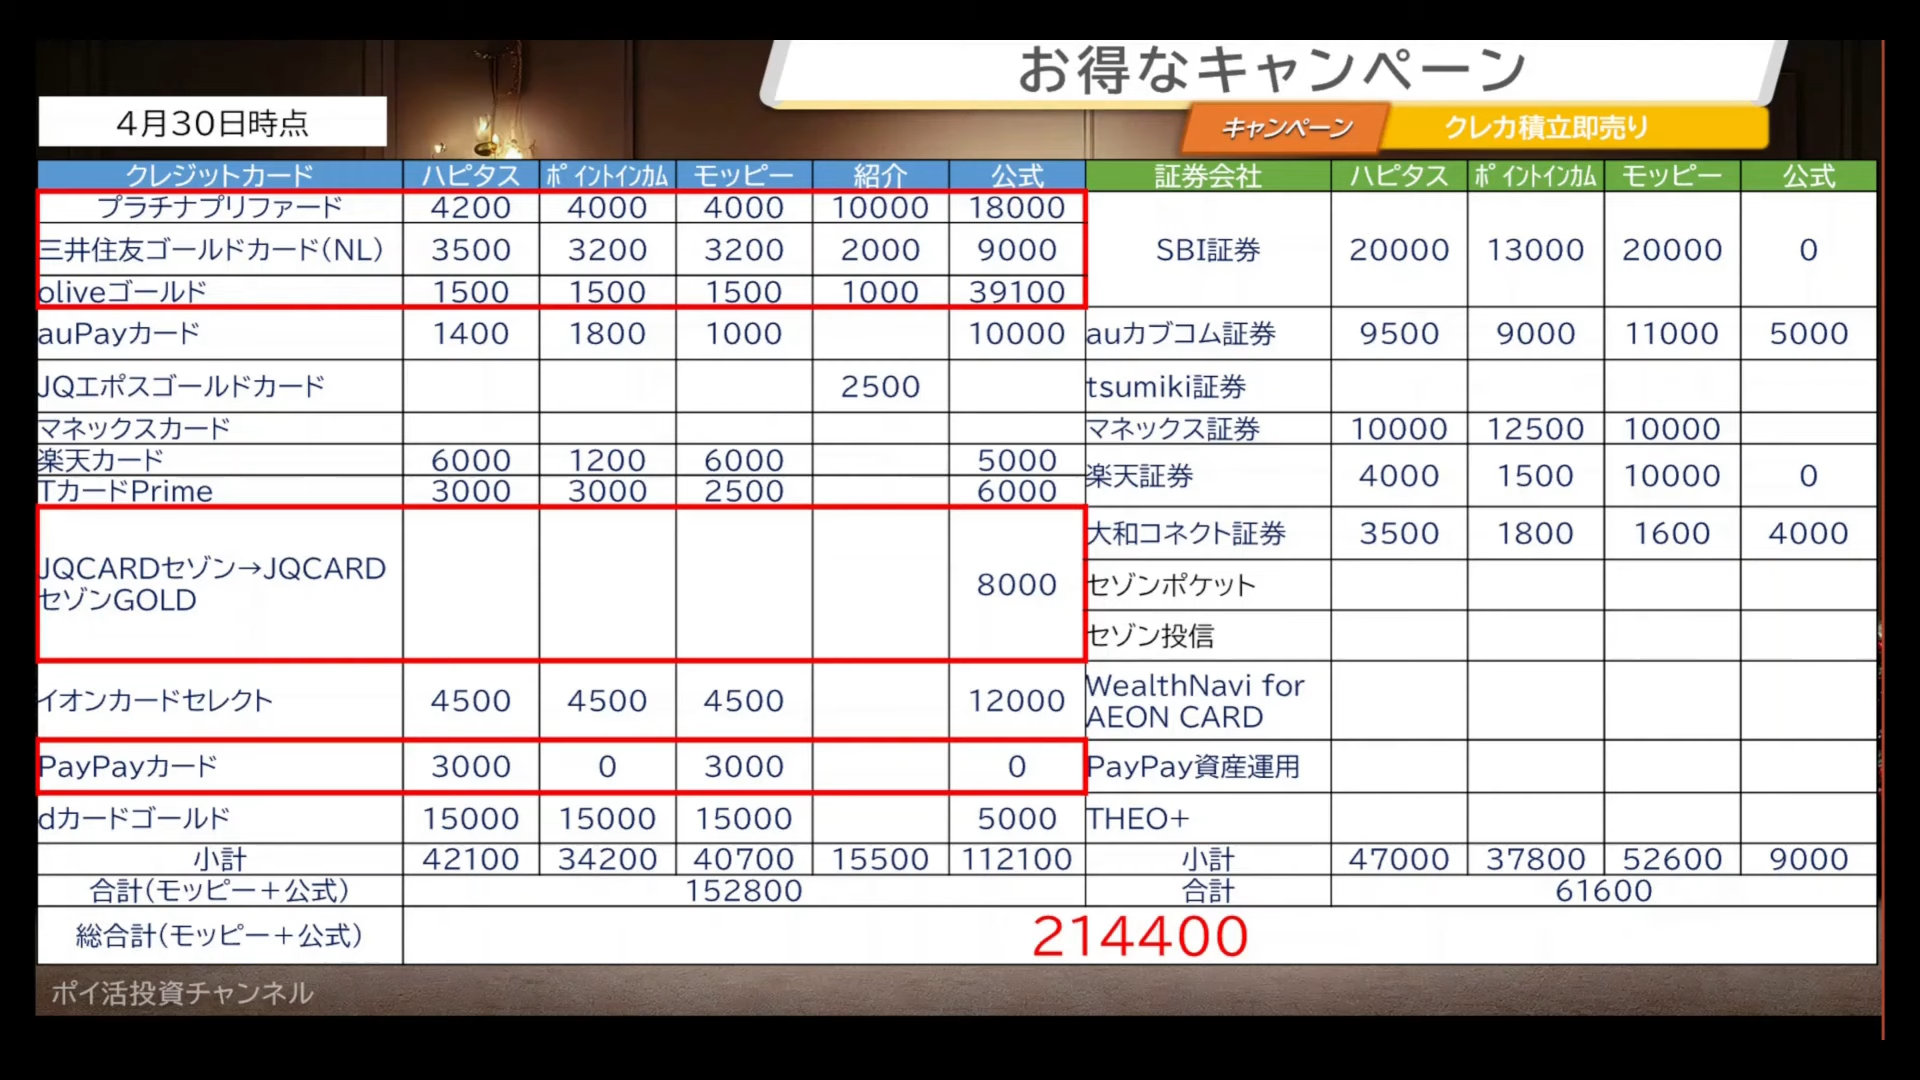 お得なキャンペーン
キャンペーン クレカ積立即売り
4月30日時点
クレジットカード ハピタス ポイントインカム モッピー 紹介 公式 証券会社 ハピタス ポイントインカム モッピー 公式
プラチナプリファード 4200 4000 4000 10000 18000
三井住友ゴールドカード(NL) 3500 3200 3200 2000 9000 SBI証券 20000 13000 20000 0
oliveゴールド 1500 1500 1500 1000 39100
auPayカード 1400 1800 1000 10000 auカブコム証券 9500 9000 11000 5000
JQエポスゴールドカード 2500 tsumiki証券
マネックスカード マネックス証券 10000 12500 10000
楽天カード 6000 1200 6000 5000 楽天証券 4000 1500 10000 0
TカードPrime 3000 3000 2500 6000
JQCARDセゾン→JQCARD
セゾンGOLD 8000 大和コネクト証券 3500 1800 1600 4000
セゾンポケット
セゾン投信
イオンカードセレクト 4500 4500 4500 12000 WealthNavi for
AEON CARD
PayPayカード 3000 0 3000 0 PayPay資産運用
dカードゴールド 15000 15000 15000 5000 THEO+
小計 42100 34200 40700 15500 112100 小計 47000 37800 52600 9000
合計(モッピー+公式) 152800 合計 61600
総合計(モッピー+公式) 214400
ポイ活投資チャンネル